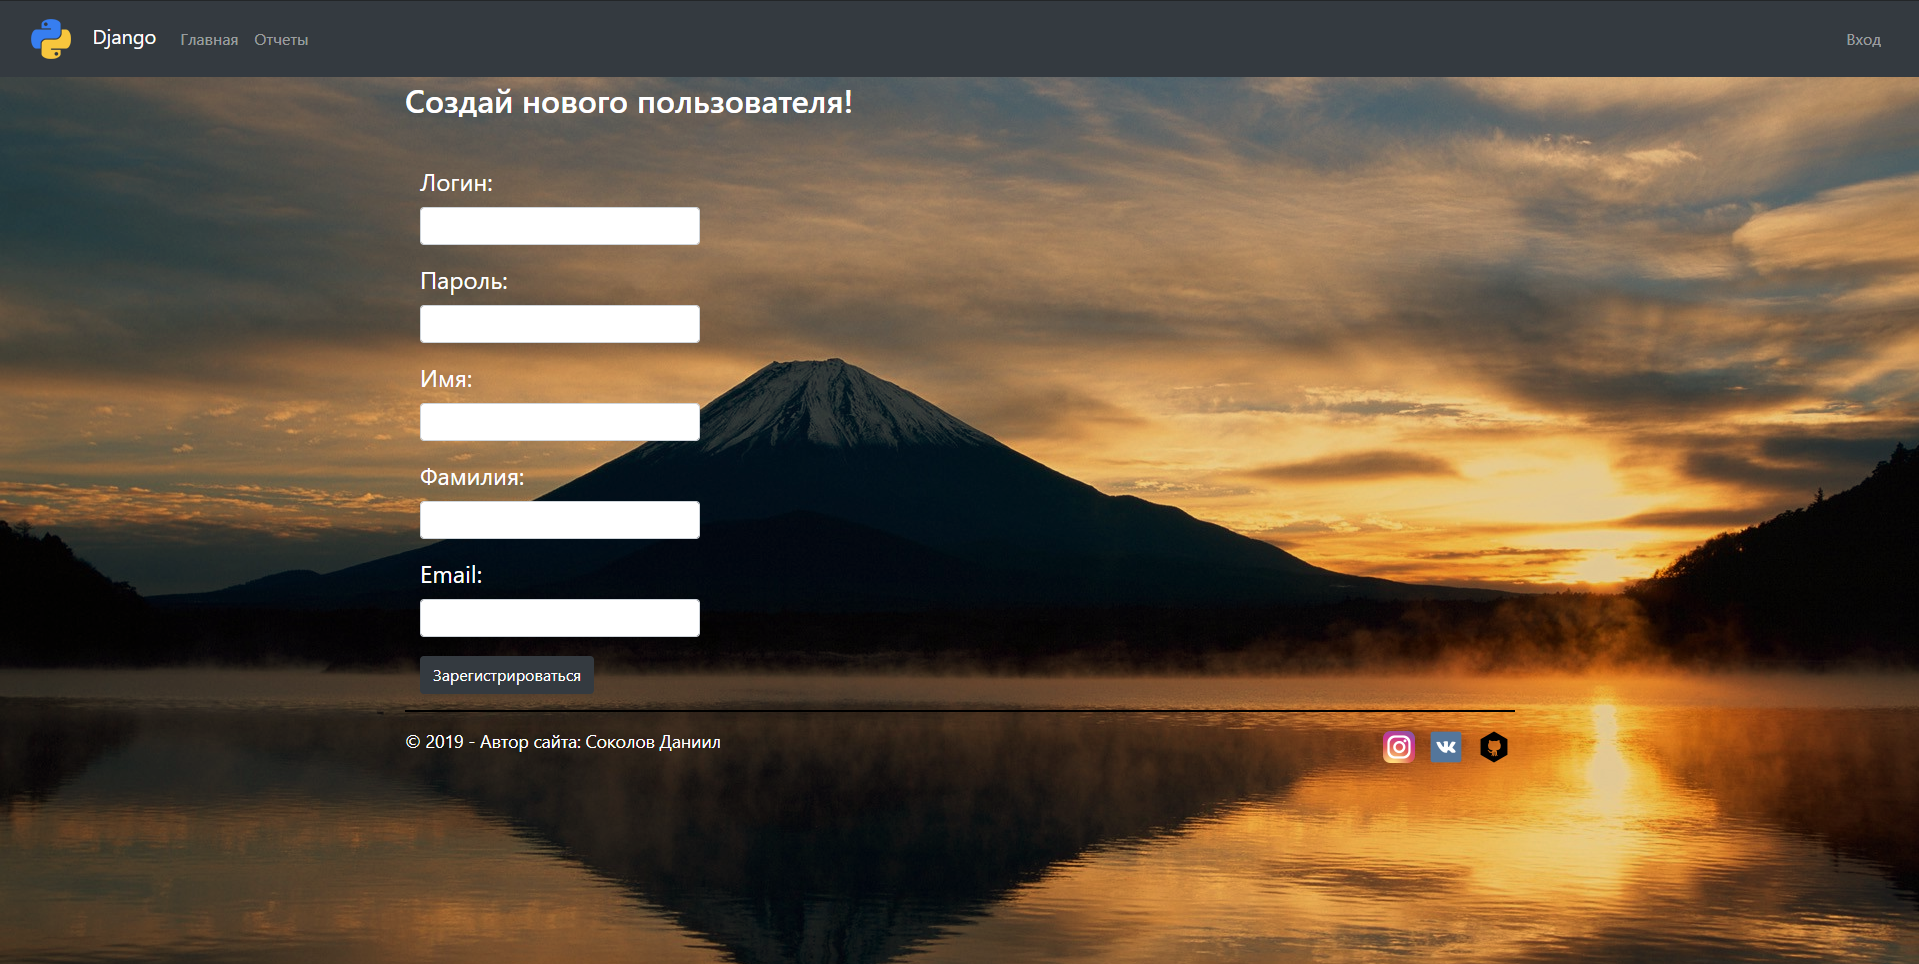 Django Главная Отчеты Вход
Создай нового пользователя!
Логин:
Пароль:
Имя:
Фамилия:
Email:
Зарегистрироваться
© 2019 - Автор сайта: Соколов Даниил